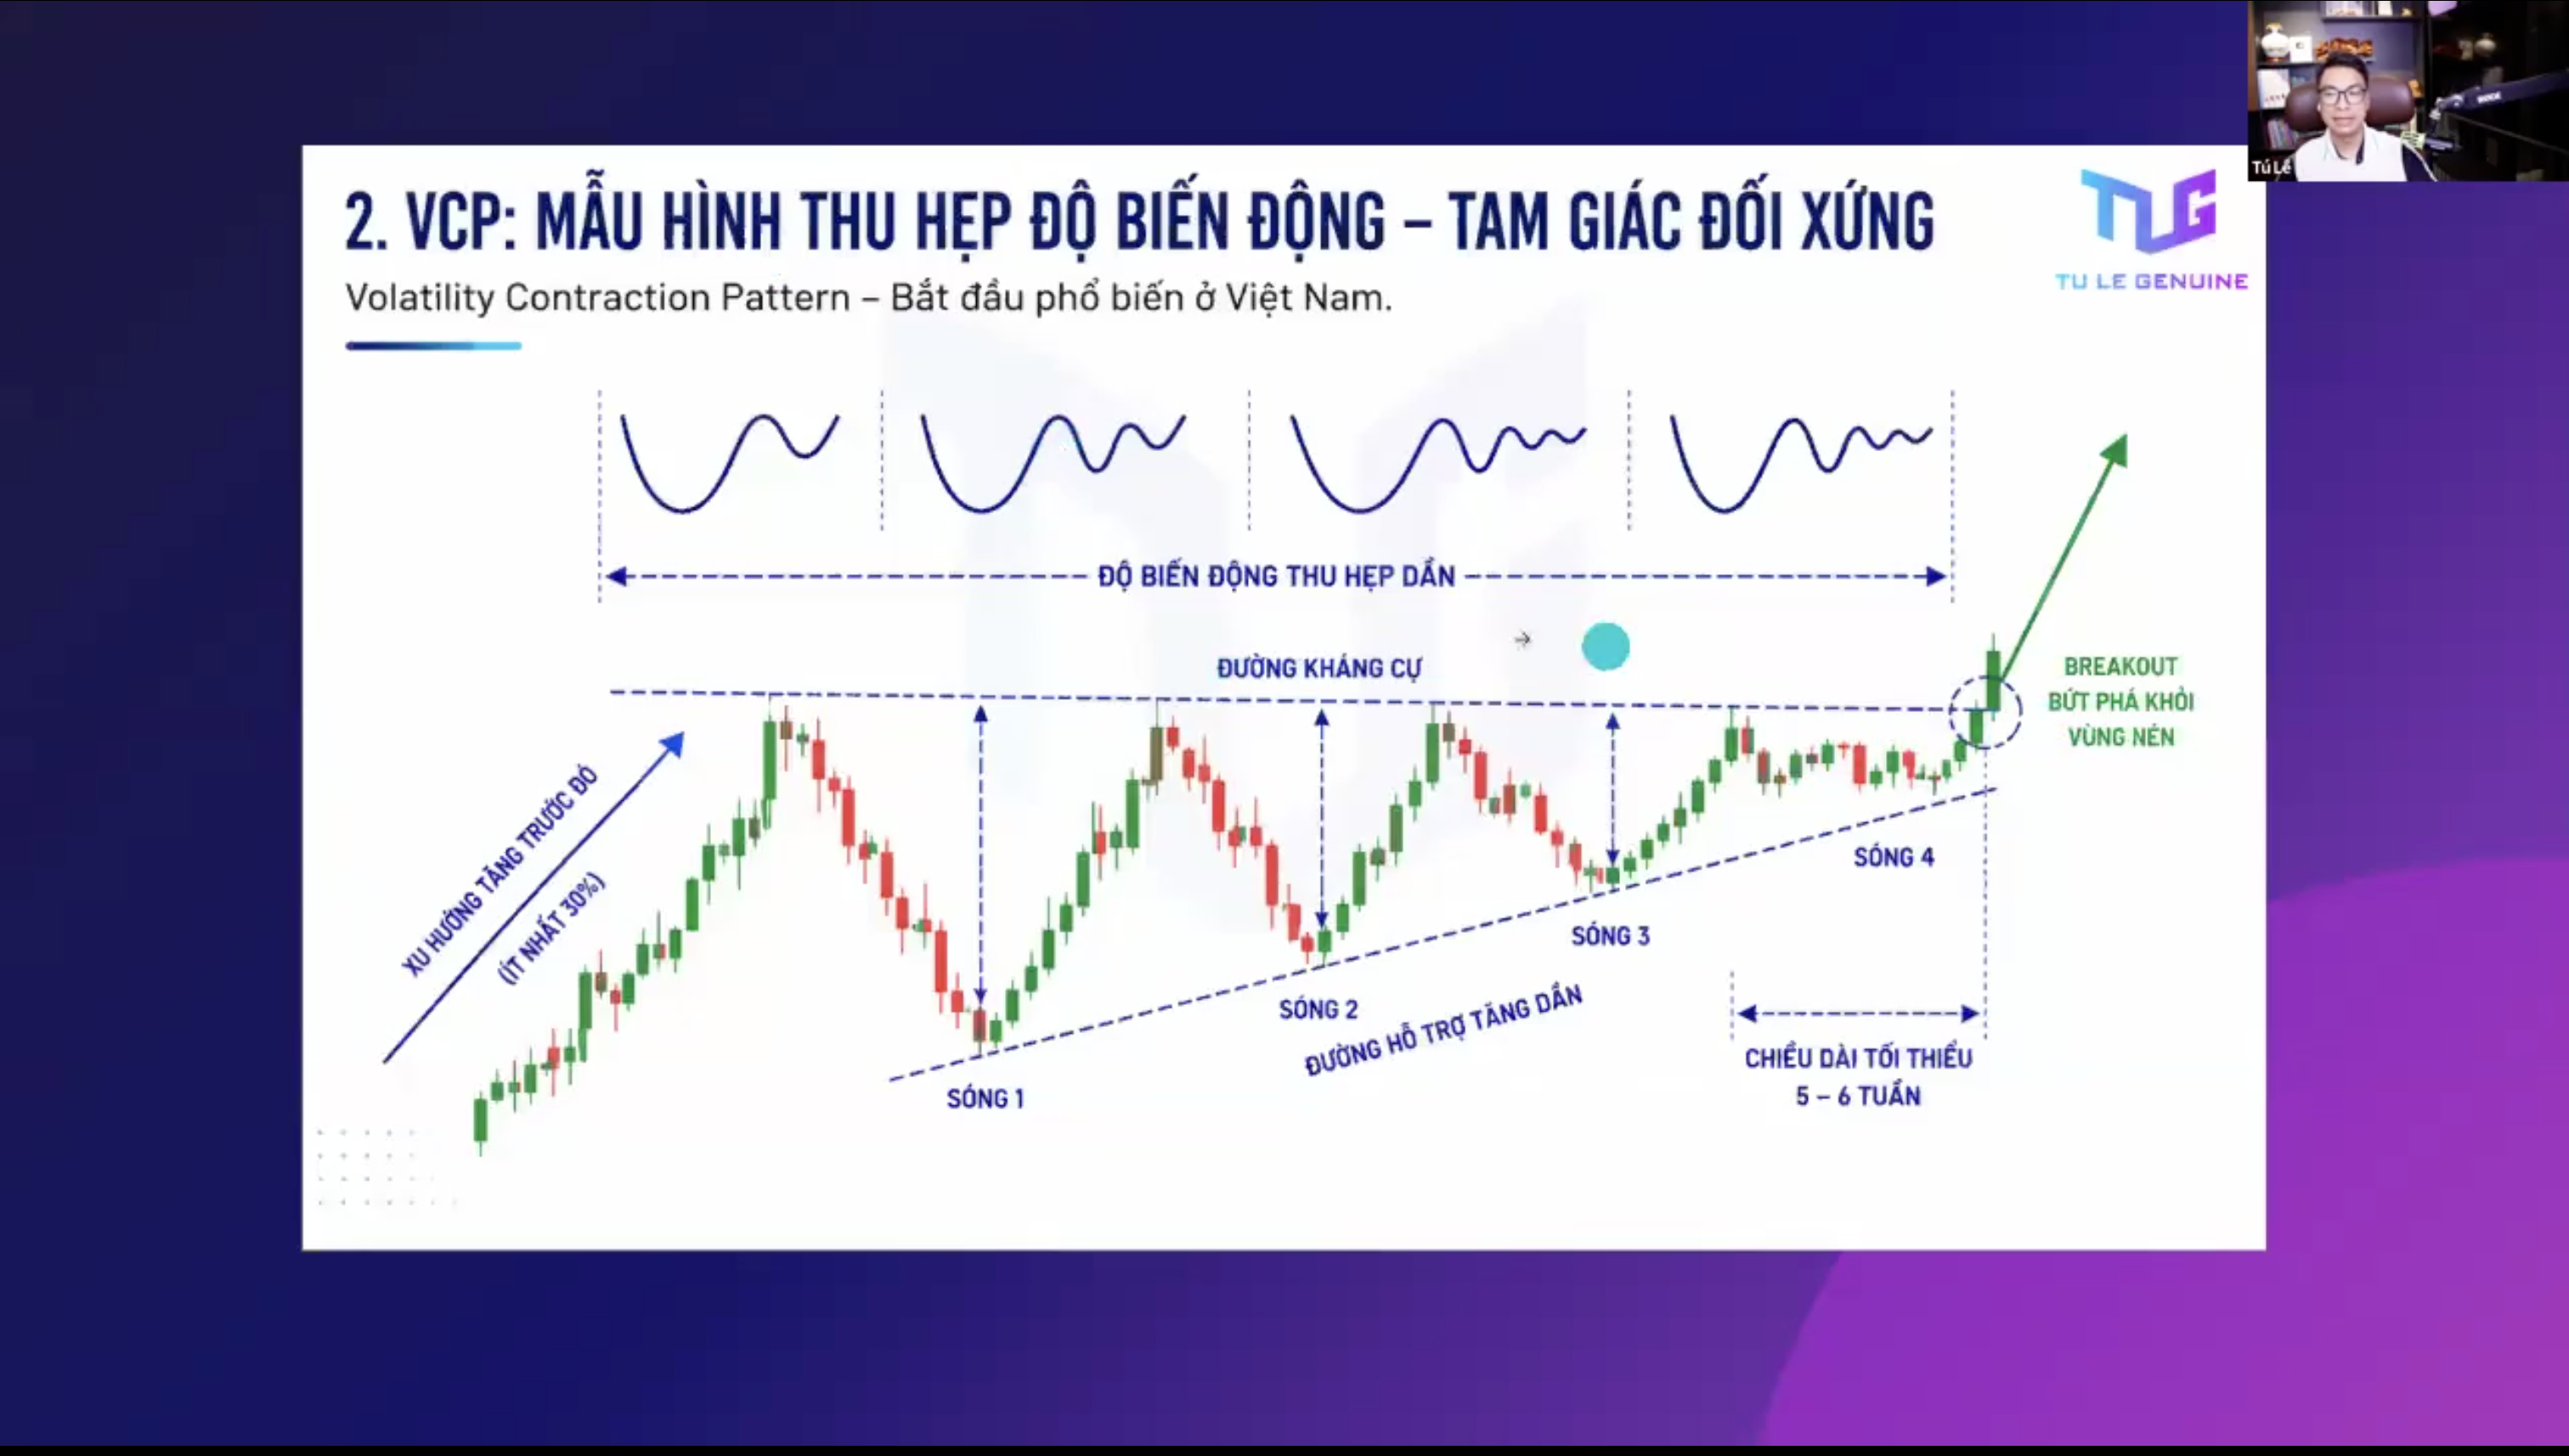 Tú Lê
2. VCP: MẪU HÌNH THU HẸP ĐỘ BIẾN ĐỘNG – TAM GIÁC ĐỐI XỨNG
TU LE GENUINE
Volatility Contraction Pattern – Bắt đầu phổ biến ở Việt Nam.
ĐỘ BIẾN ĐỘNG THU HẸP DẦN
ĐƯỜNG KHÁNG CỰ
BREAKOUT
BỨT PHÁ KHỎI
VÙNG NÉN
XU HƯỚNG TĂNG TRƯỚC ĐÓ
(ÍT NHẤT 30%)
SÓNG 4
SÓNG 3
SÓNG 2
ĐƯỜNG HỖ TRỢ TĂNG DẦN
SÓNG 1
CHIỀU DÀI TỐI THIỂU
5 – 6 TUẦN